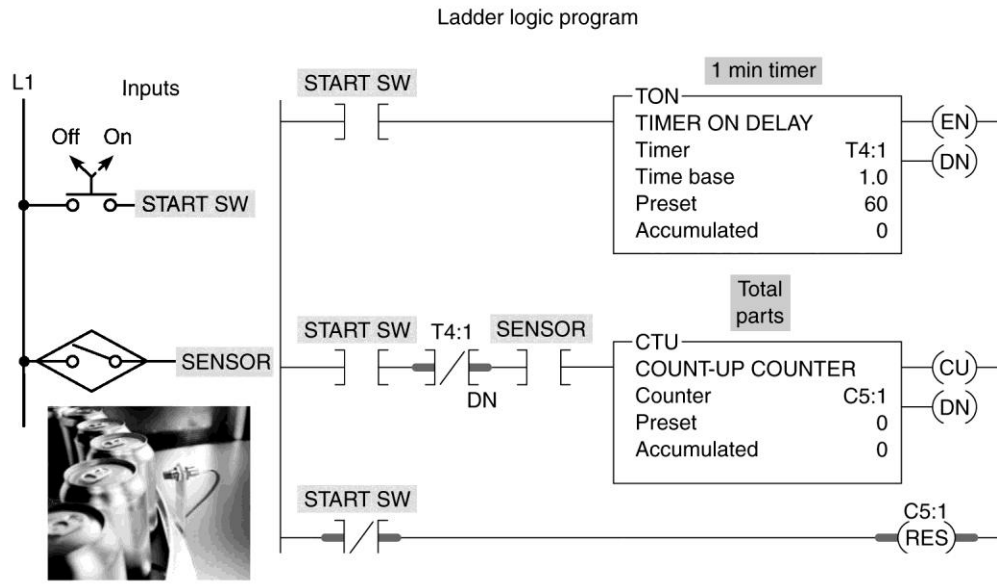 Ladder logic program
L1
Inputs
Off On
START SW
SENSOR
START SW
1 min timer
TON
TIMER ON DELAY
Timer T4:1
Time base 1.0
Preset 60
Accumulated 0
EN
DN
START SW T4:1 SENSOR
DN
Total
parts
CTU
COUNT-UP COUNTER
Counter C5:1
Preset 0
Accumulated 0
CU
DN
START SW
C5:1
RES